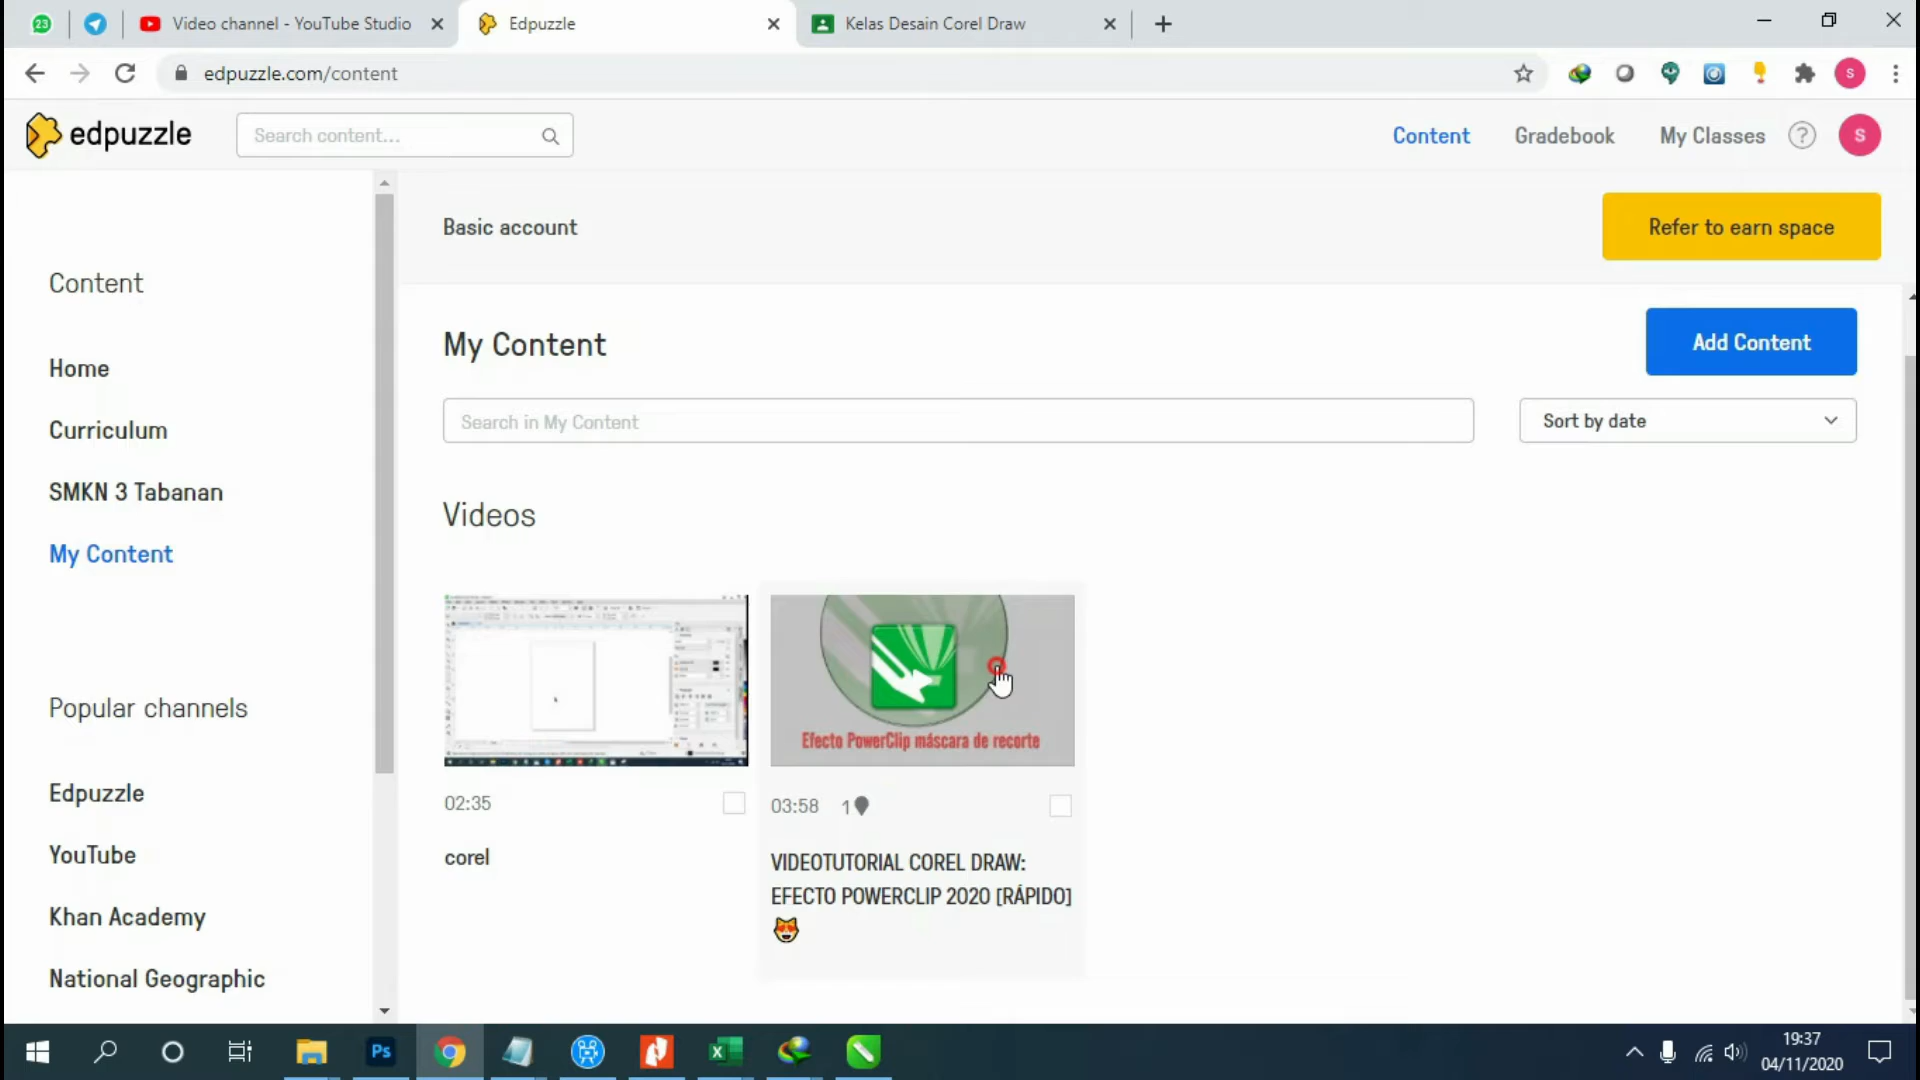 23
Video channel - YouTube Studio
Edpuzzle
Kelas Desain Corel Draw
edpuzzle.com/content
S
edpuzzle
Search content...
Content
Gradebook
My Classes
?
S
Basic account
Refer to earn space
Content
Home
Curriculum
SMKN 3 Tabanan
My Content
Popular channels
Edpuzzle
YouTube
Khan Academy
National Geographic
My Content
Add Content
Search in My Content
Sort by date
Videos
Efecto PowerClip máscara de recorte
02:35
03:58 1
corel
VIDEOTUTORIAL COREL DRAW:
EFECTO POWERCLIP 2020 [RÁPIDO]
Ps
19:37
04/11/2020